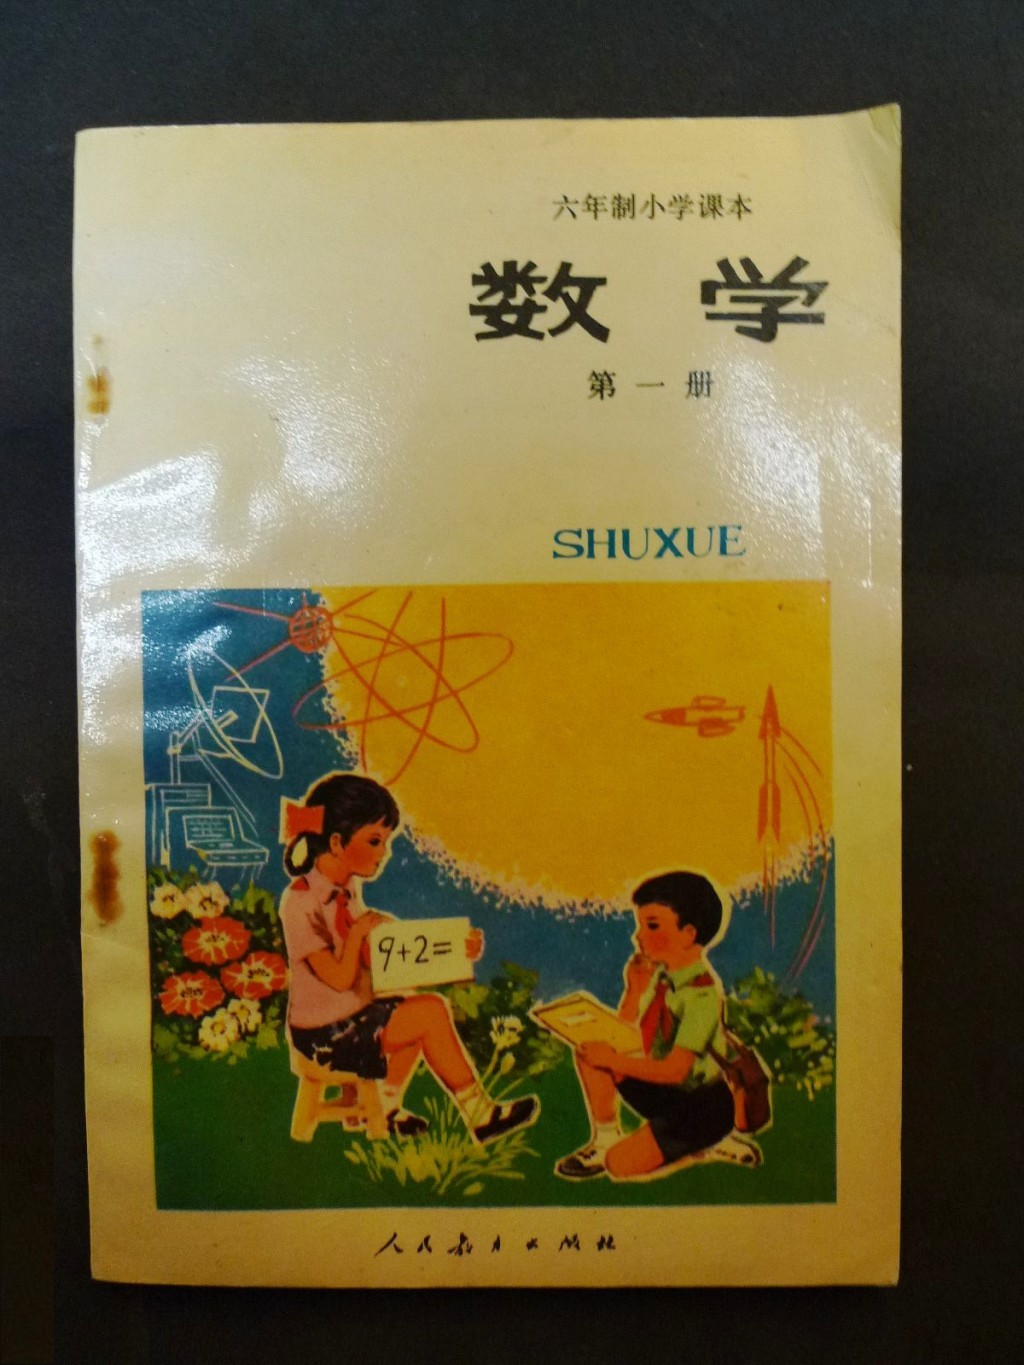 六年制小学课本
数学
第一册
SHUXUE
9+2=
人民教育出版社